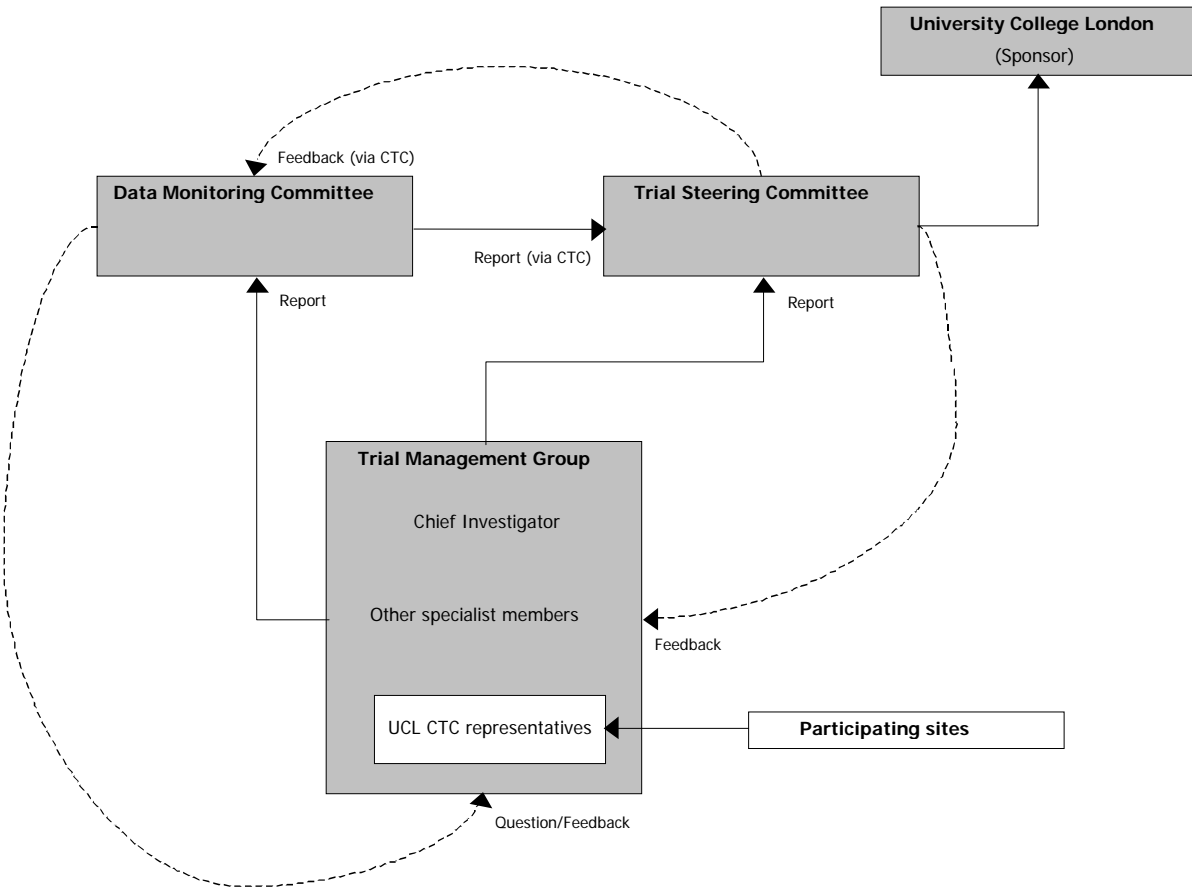 University College London
(Sponsor)
Feedback (via CTC)
Data Monitoring Committee
Trial Steering Committee
Report (via CTC)
Report
Report
Trial Management Group
Chief Investigator
Other specialist members
Feedback
UCL CTC representatives
Participating sites
Question/Feedback